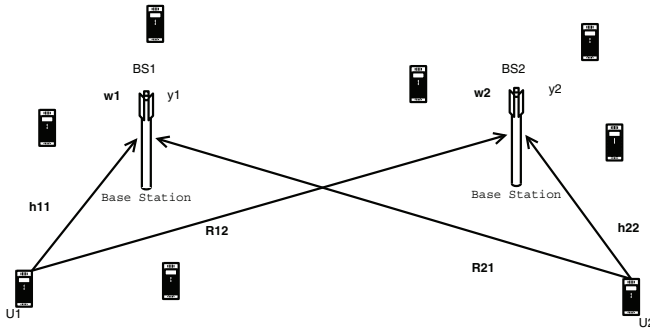 BS1
BS2
w1
y1
w2
y2
Base Station
Base Station
h11
R12
h22
R21
U1
U2